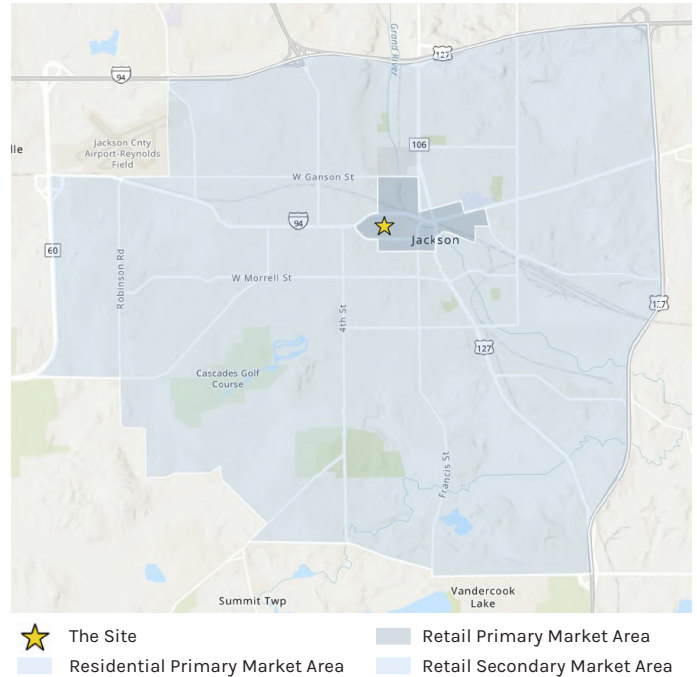 Grand River
127
94
Jackson Cnty
Airport-Reynolds
Field
lle
106
W Ganson St
94
Jackson
60
Robinson Rd
W Morrell St
4th St
127
127
Cascades Golf
Course
Francis St
Summit Twp
Vandercook
Lake
The Site
Retail Primary Market Area
Residential Primary Market Area
Retail Secondary Market Area